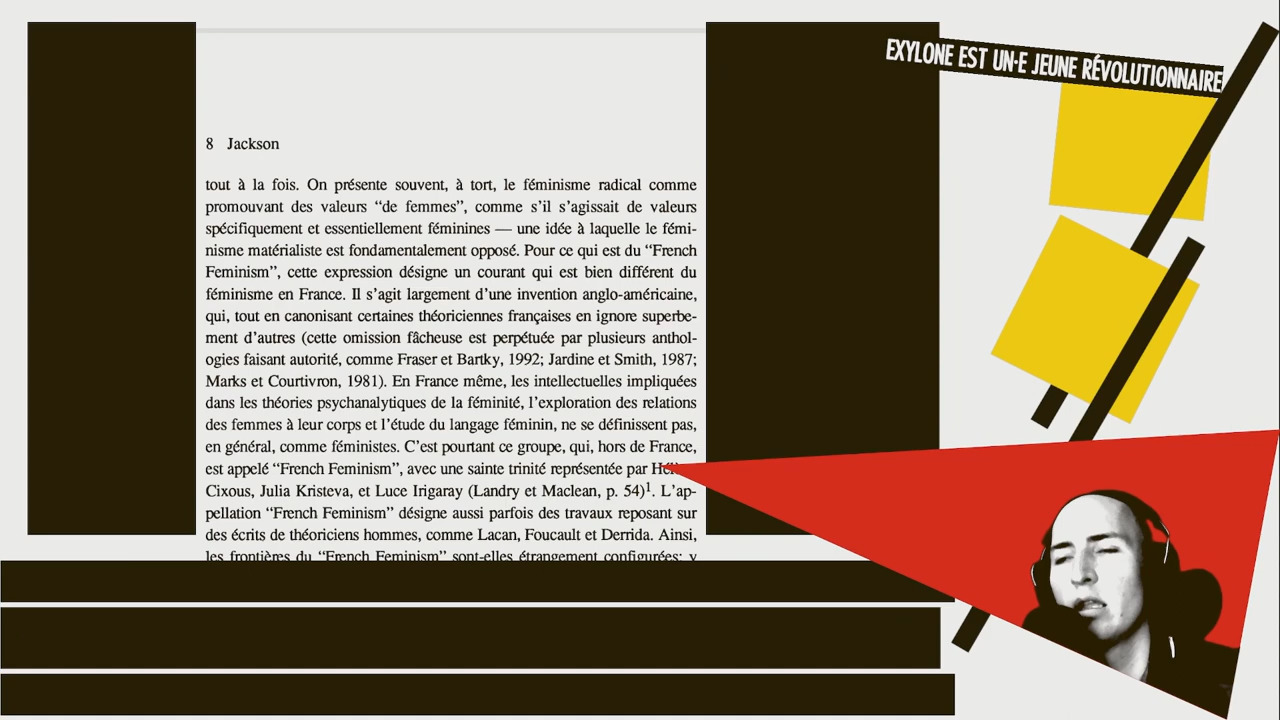 EXYLONE EST UN·E JEUNE RÉVOLUTIONNAIRE
8 Jackson
tout à la fois. On présente souvent, à tort, le féminisme radical comme
promouvant des valeurs “de femmes”, comme s’il s’agissait de valeurs
spécifiquement et essentiellement féminines — une idée à laquelle le fémi-
nisme matérialiste est fondamentalement opposé. Pour ce qui est du “French
Feminism”, cette expression désigne un courant qui est bien différent du
féminisme en France. Il s’agit largement d’une invention anglo-américaine,
qui, tout en canonisant certaines théoriciennes françaises en ignore superbe-
ment d’autres (cette omission fâcheuse est perpétuée par plusieurs anthol-
ogies faisant autorité, comme Fraser et Bartky, 1992; Jardine et Smith, 1987;
Marks et Courtivron, 1981). En France même, les intellectuelles impliquées
dans les théories psychanalytiques de la féminité, l’exploration des relations
des femmes à leur corps et l’étude du langage féminin, ne se définissent pas,
en général, comme féministes. C’est pourtant ce groupe, qui, hors de France,
est appelé “French Feminism”, avec une sainte trinité représentée par
Cixous, Julia Kristeva, et Luce Irigaray (Landry et Maclean, p. 54)¹. L’ap-
pellation “French Feminism” désigne aussi parfois des travaux reposant sur
des écrits de théoriciens hommes, comme Lacan, Foucault et Derrida. Ainsi,
les frontières du “French Feminism” sont-elles étrangement configurées: y